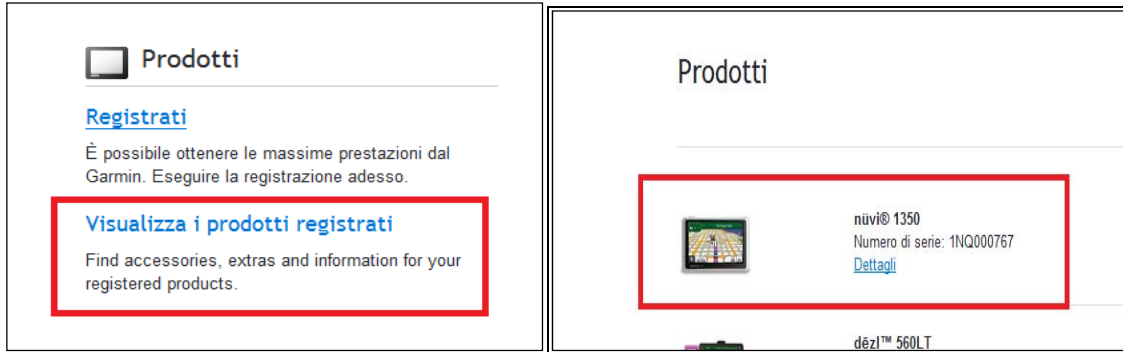 Prodotti
Registrati
È possibile ottenere le massime prestazioni dal
Garmin. Eseguire la registrazione adesso.
Visualizza i prodotti registrati
Find accessories, extras and information for your
registered products.
Prodotti
nüvi® 1350
Numero di serie: 1NQ000767
Dettagli
dēzl™ 560LT